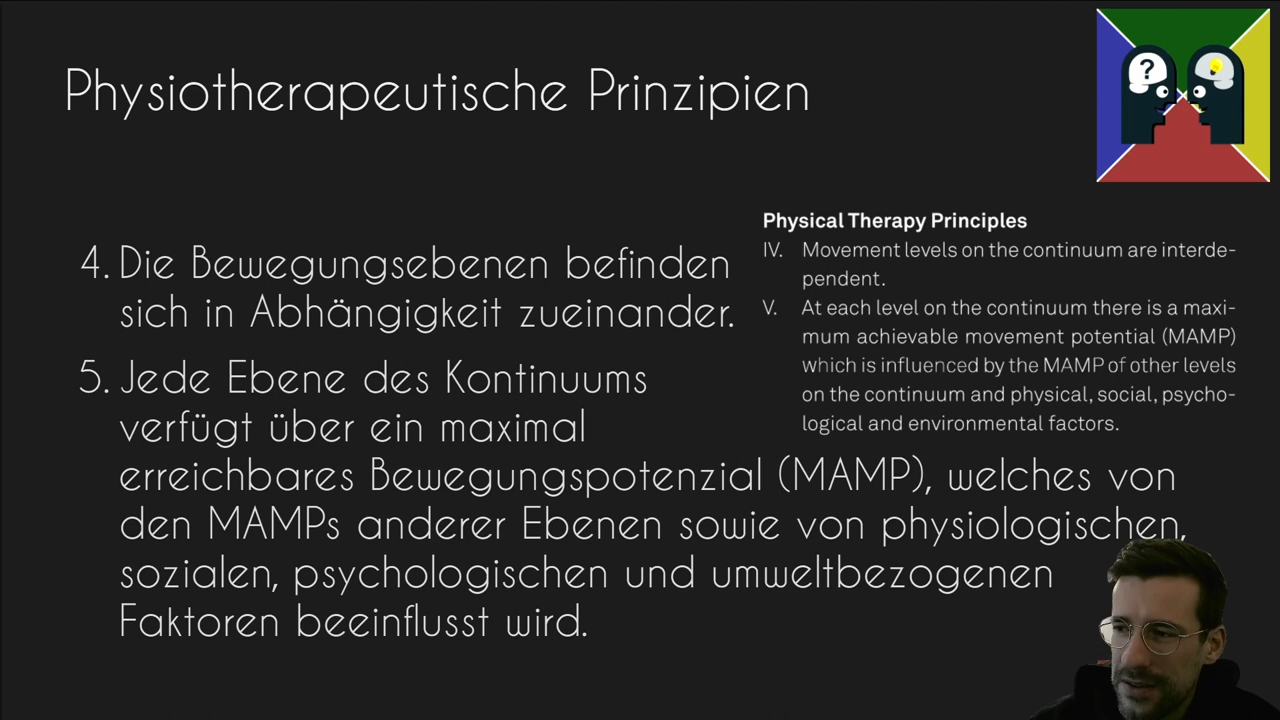 Physiotherapeutische Prinzipien
?
4. Die Bewegungsebenen befinden
sich in Abhängigkeit zueinander.
5. Jede Ebene des Kontinuums
verfügt über ein maximal
erreichbares Bewegungspotenzial (MAMP), welches von
den MAMPs anderer Ebenen sowie von physiologischen,
sozialen, psychologischen und umweltbezogenen
Faktoren beeinflusst wird.
Physical Therapy Principles
IV. Movement levels on the continuum are interde-
pendent.
V. At each level on the continuum there is a maxi-
mum achievable movement potential (MAMP)
which is influenced by the MAMP of other levels
on the continuum and physical, social, psycho-
logical and environmental factors.